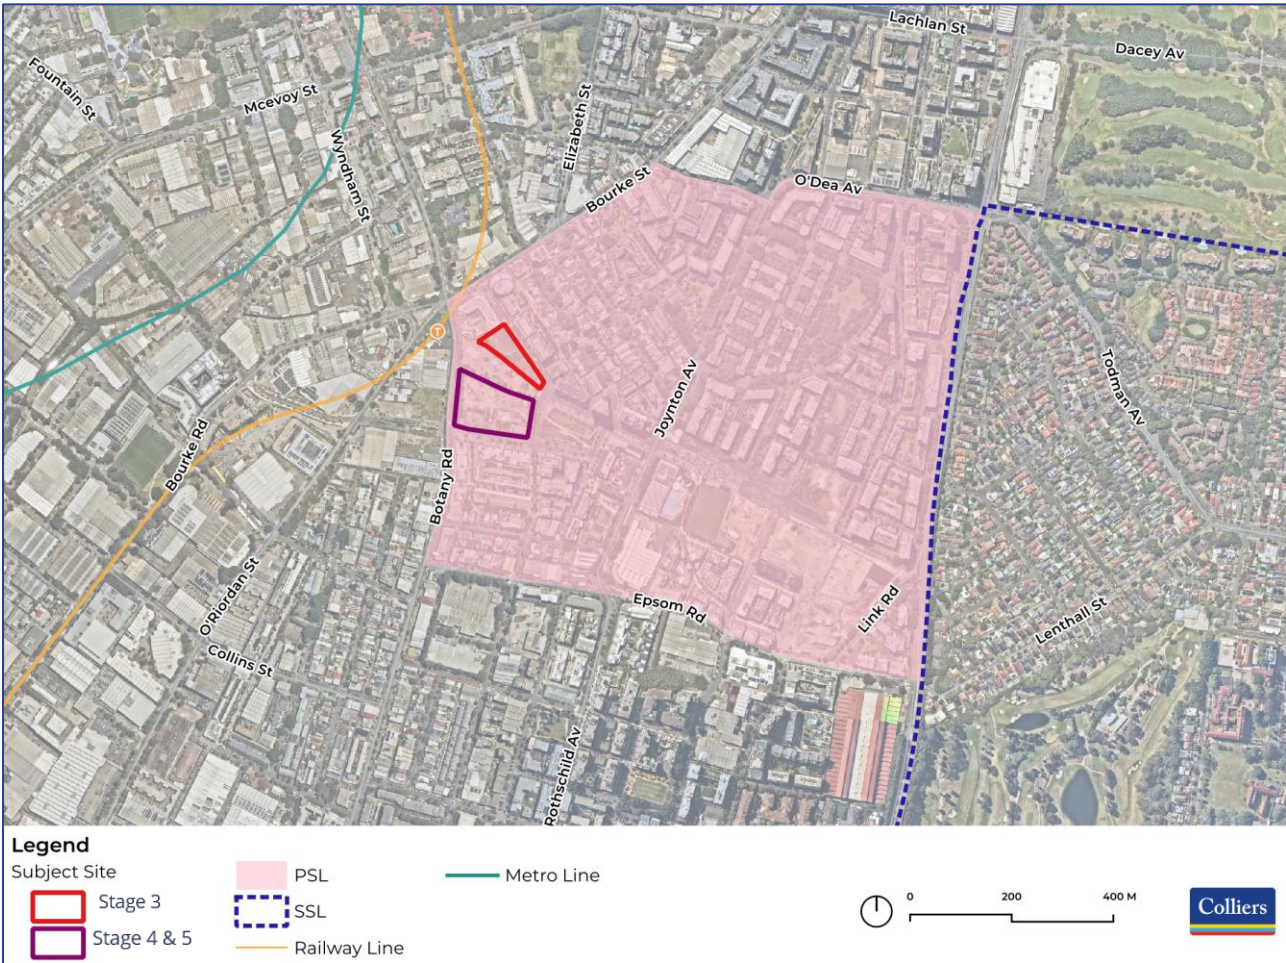 Lachlan St
Dacey Av
Fountain St
Mcevoy St
Elizabeth St
Wyndham St
Bourke St
O'Dea Av
T
Joynton Av
Todman Av
Bourke Rd
Botany Rd
O'Riordan St
Epsom Rd
Link Rd
Lenthall St
Collins St
Rothschild Av
Legend
Subject Site
Stage 3
Stage 4 & 5
PSL
SSL
Railway Line
Metro Line
0 200 400 M
Colliers